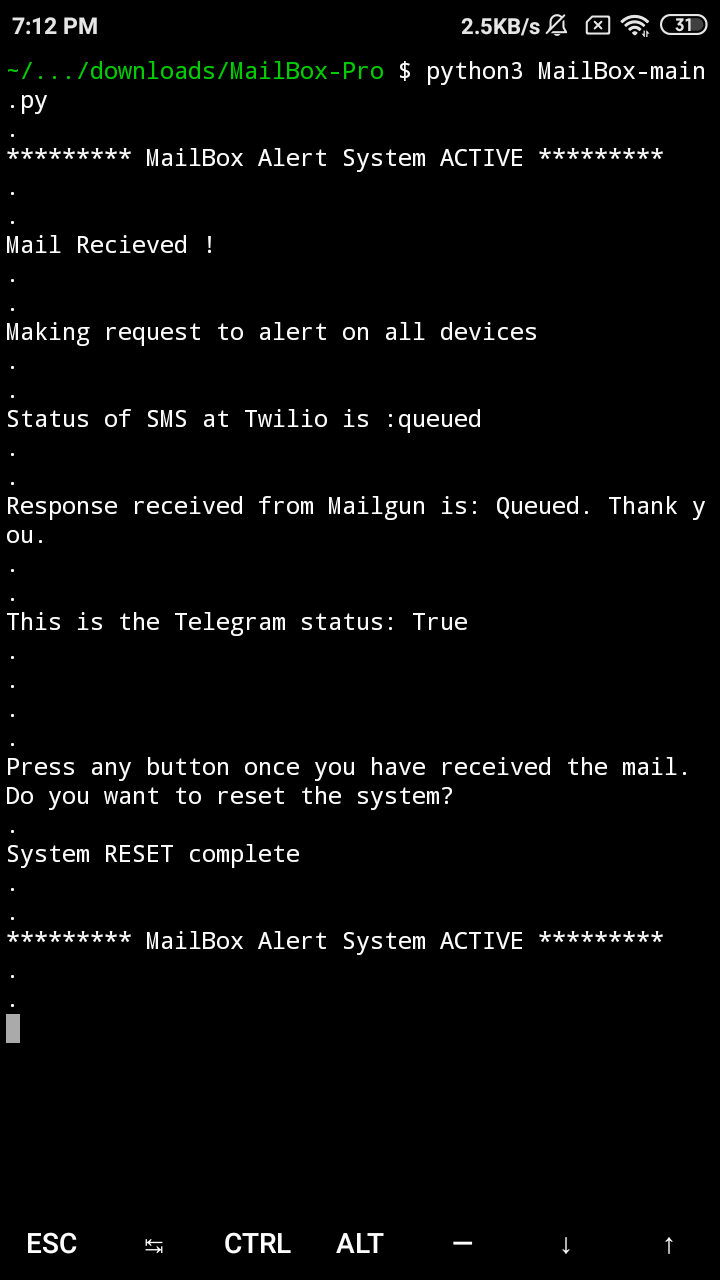 7:12 PM 2.5KB/s 31
~/.../downloads/MailBox-Pro $ python3 MailBox-main
.py
.
********* MailBox Alert System ACTIVE *********
.
.
Mail Recieved !
.
.
Making request to alert on all devices
.
.
Status of SMS at Twilio is :queued
.
.
Response received from Mailgun is: Queued. Thank y
ou.
.
.
This is the Telegram status: True
.
.
.
.
Press any button once you have received the mail.
Do you want to reset the system?
.
System RESET complete
.
.
********* MailBox Alert System ACTIVE *********
.
.
ESC ↹ CTRL ALT — ↓ ↑